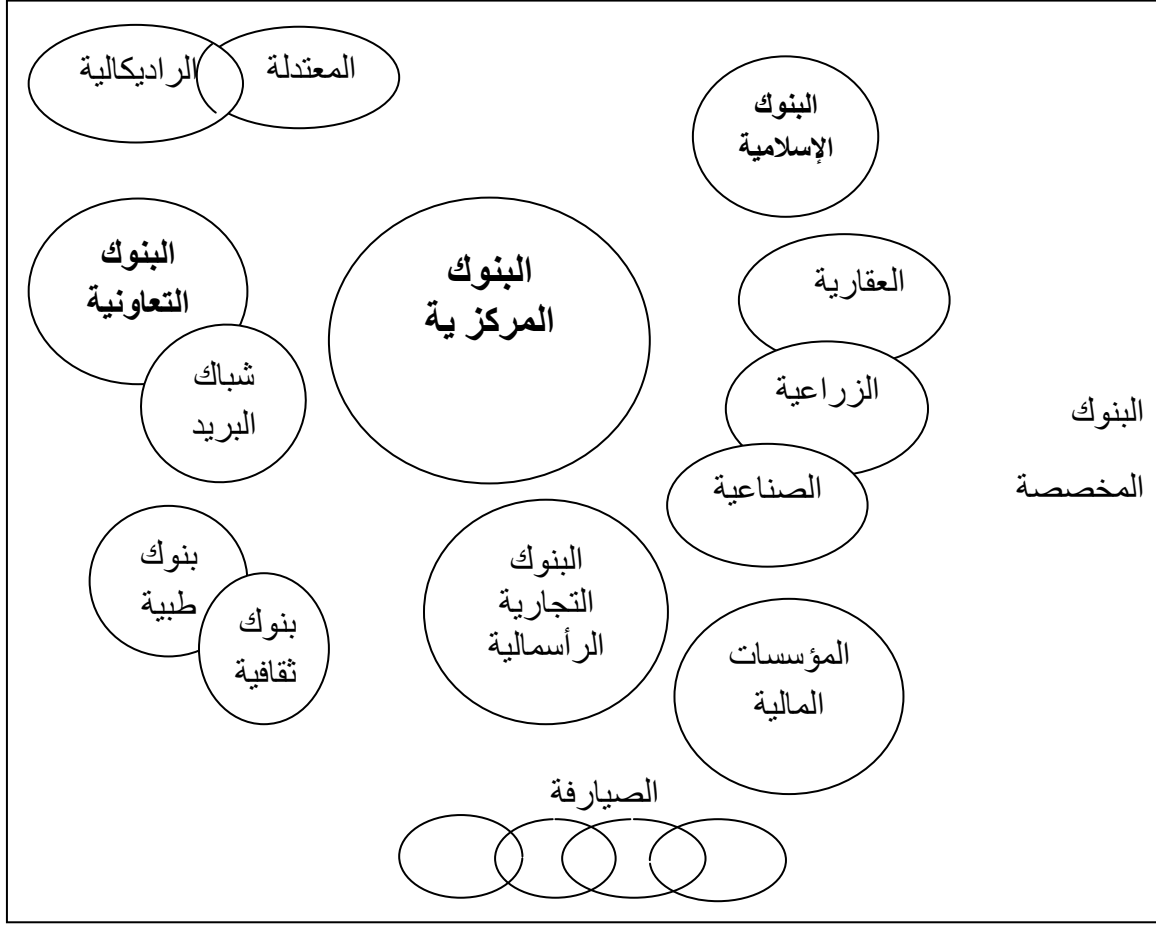 المعتدلة
الراديكالية
البنوك
الإسلامية
البنوك
المركز ية
البنوك
التعاونية
شباك
البريد
العقارية
الزراعية
الصناعية
البنوك
المخصصة
البنوك
التجارية
الرأسمالية
بنوك
طبية
بنوك
ثقافية
المؤسسات
المالية
الصيارفة